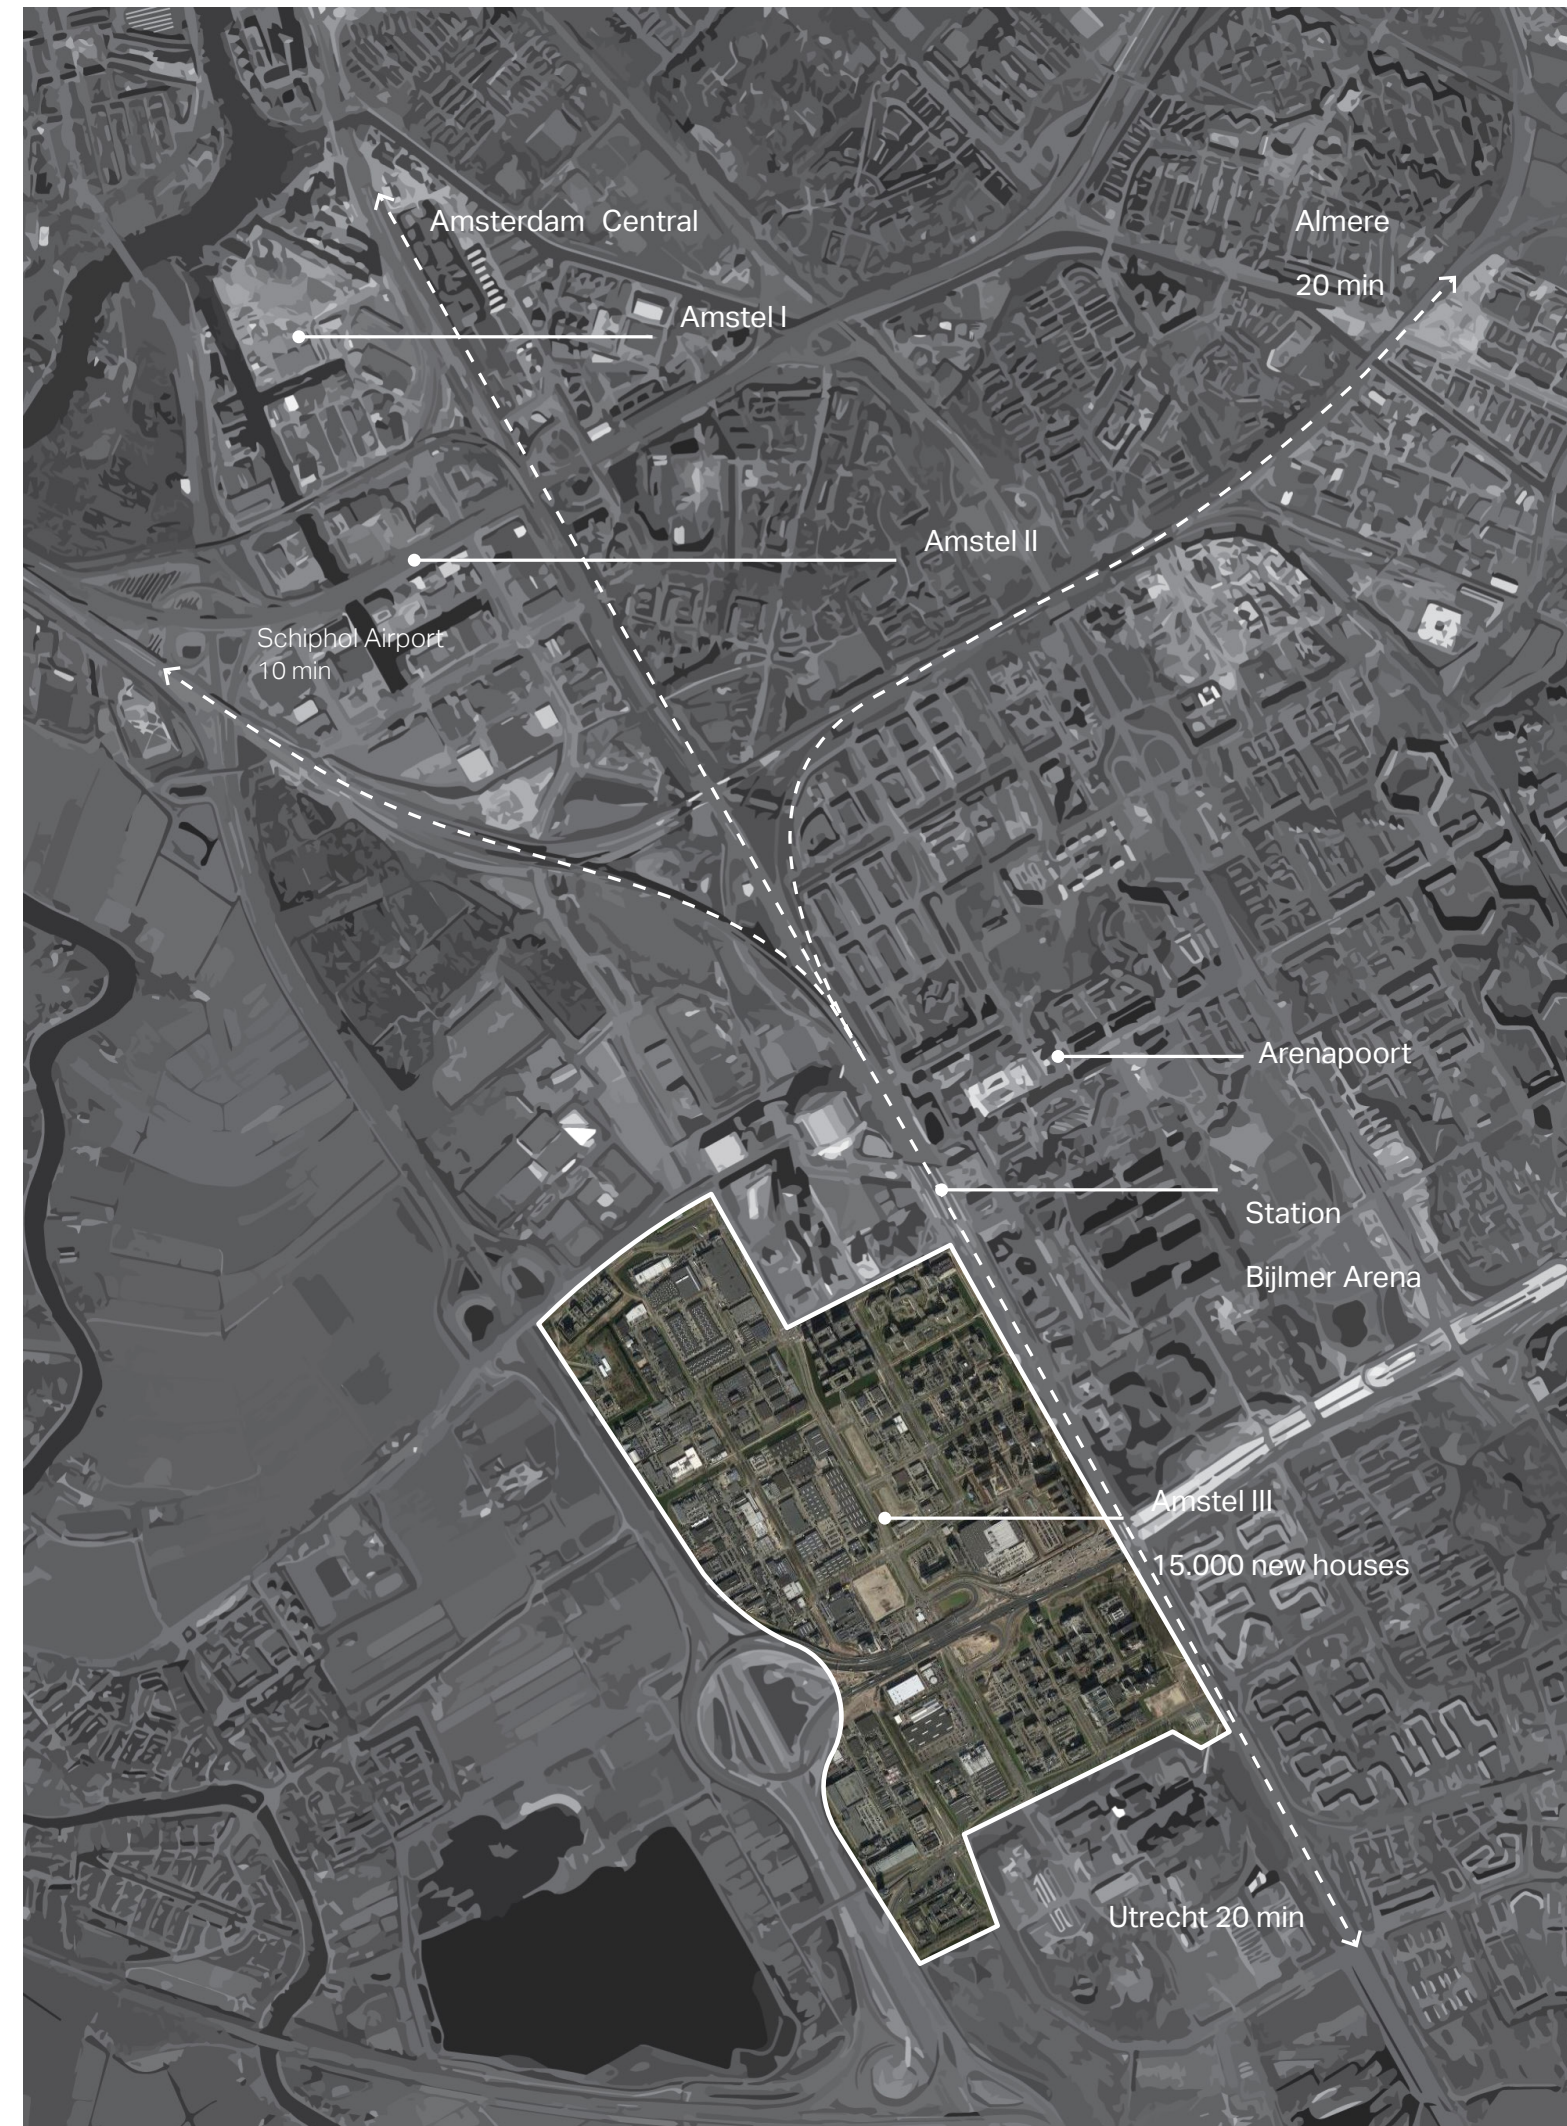 Amsterdam Central
Almere
20 min
Amstel I
Amstel II
Schiphol Airport
10 min
Arenapoort
Station
Bijlmer Arena
Amstel III
15.000 new houses
Utrecht 20 min